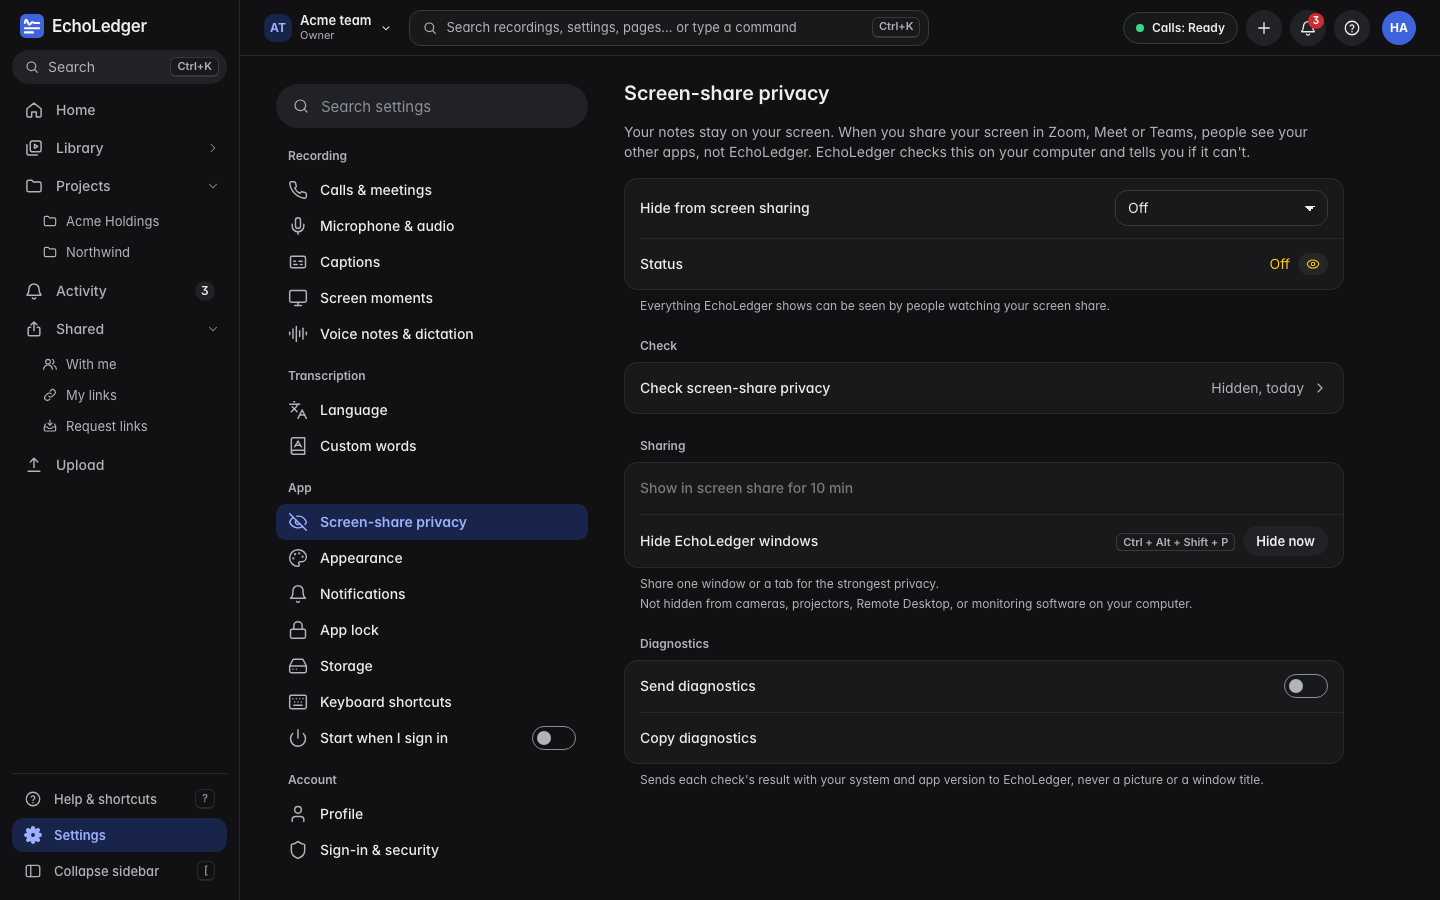 EchoLedger
Search Ctrl+K
Home
Library
Projects
Acme Holdings
Northwind
Activity 3
Shared
With me
My links
Request links
Upload
Help & shortcuts ?
Settings
Collapse sidebar [
AT Acme team
Owner
Search recordings, settings, pages... or type a command Ctrl+K
Calls: Ready
3
HA
Search settings
Recording
Calls & meetings
Microphone & audio
Captions
Screen moments
Voice notes & dictation
Transcription
Language
Custom words
App
Screen-share privacy
Appearance
Notifications
App lock
Storage
Keyboard shortcuts
Start when I sign in
Account
Profile
Sign-in & security
Screen-share privacy
Your notes stay on your screen. When you share your screen in Zoom, Meet or Teams, people see your
other apps, not EchoLedger. EchoLedger checks this on your computer and tells you if it can't.
Hide from screen sharing Off
Status Off
Everything EchoLedger shows can be seen by people watching your screen share.
Check
Check screen-share privacy Hidden, today
Sharing
Show in screen share for 10 min
Hide EchoLedger windows Ctrl + Alt + Shift + P Hide now
Share one window or a tab for the strongest privacy.
Not hidden from cameras, projectors, Remote Desktop, or monitoring software on your computer.
Diagnostics
Send diagnostics
Copy diagnostics
Sends each check's result with your system and app version to EchoLedger, never a picture or a window title.